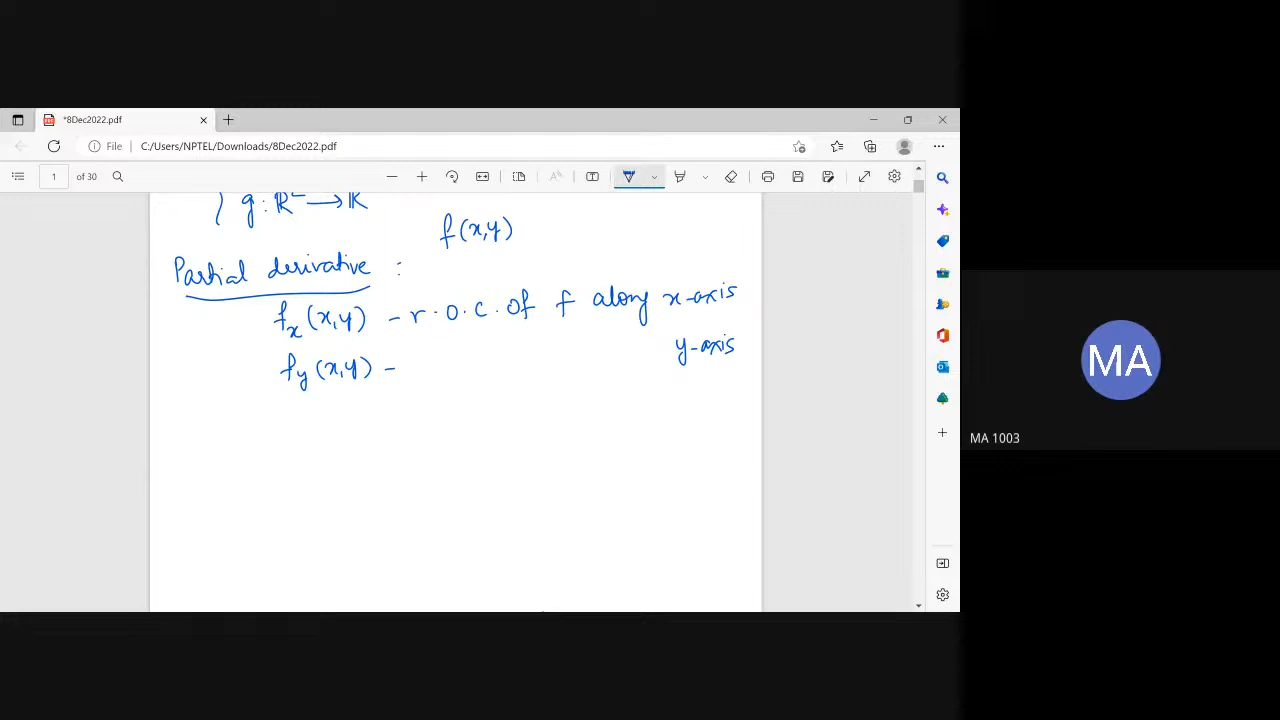 *8Dec2022.pdf
File C:/Users/NPTEL/Downloads/8Dec2022.pdf
1 of 30
g: ℝ² → ℝ
f(x,y)
Partial derivative :
fₓ(x,y) - r.o.c. of f along x-axis
y-axis
f_y(x,y) -
MA
MA 1003